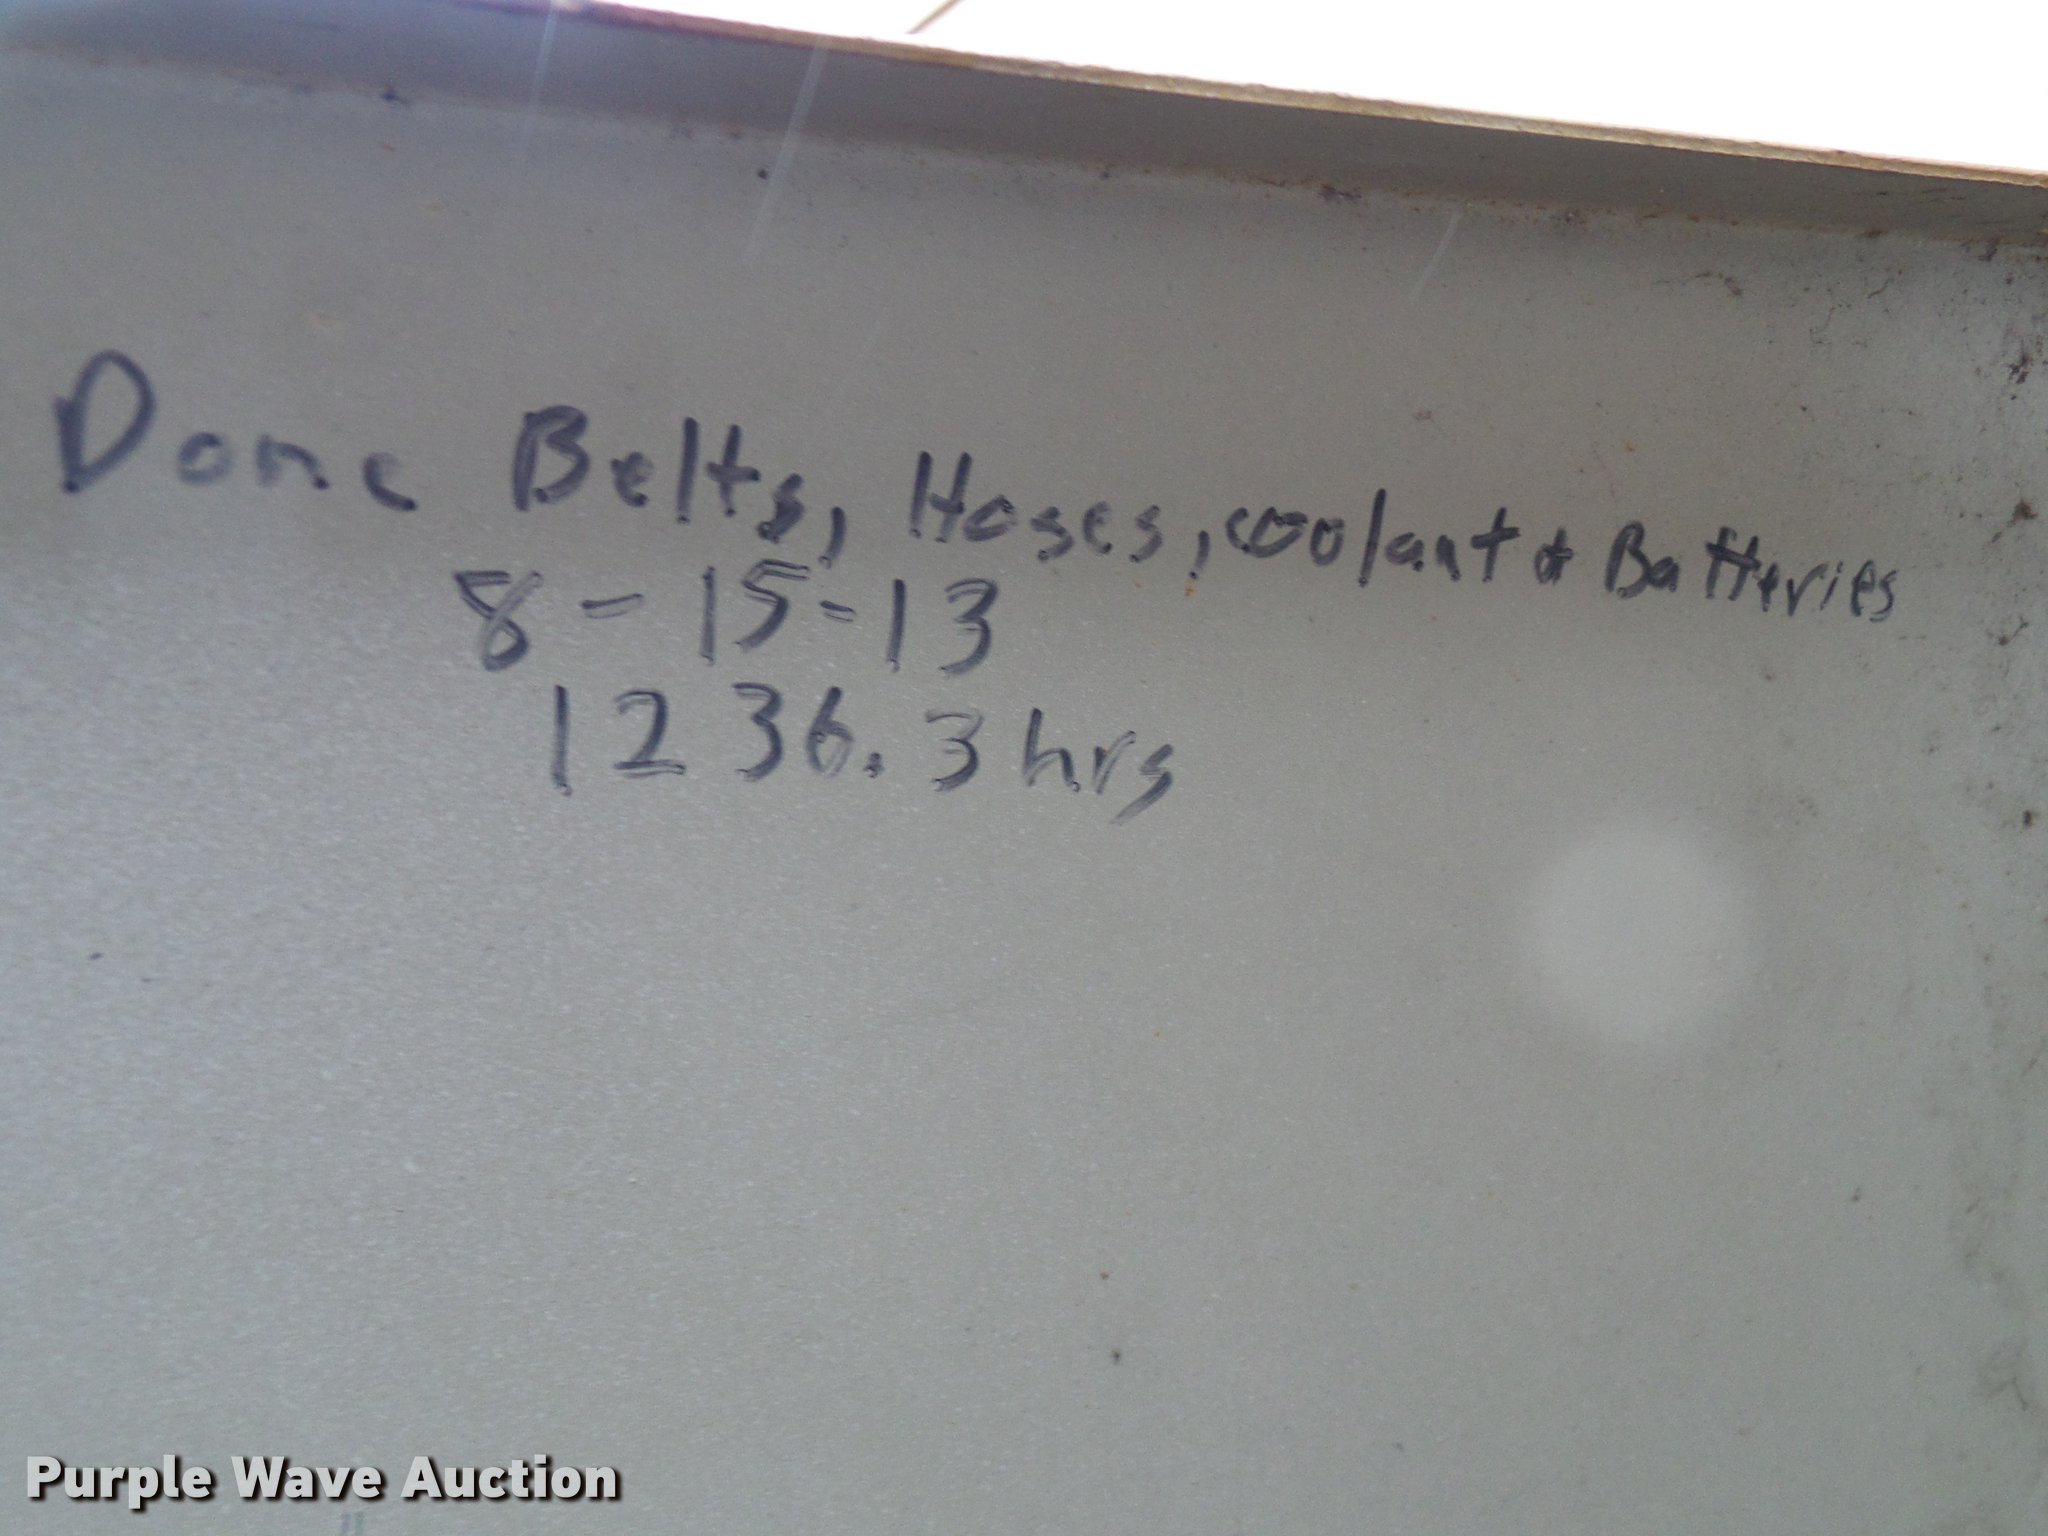 Done Belts, Hoses, coolant & Batteries
8-15-13
1236.3 hrs
Purple Wave Auction